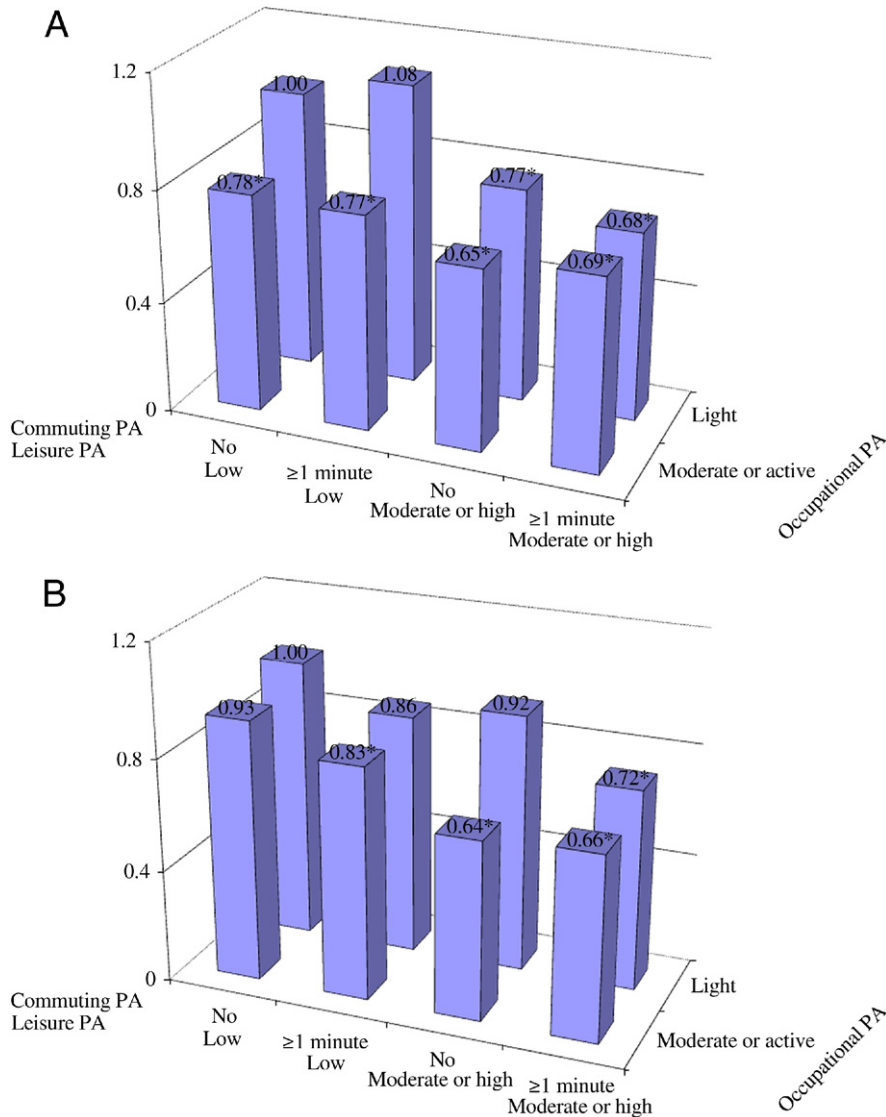 A
1.2
0.8
0.4
0
1.00
1.08
0.78*
0.77*
0.77*
0.68*
0.65*
0.69*
Commuting PA
Leisure PA
No
Low
≥1 minute
Low
No
Moderate or high
≥1 minute
Moderate or high
Light
Moderate or active
Occupational PA
B
1.2
0.8
0.4
0
1.00
0.93
0.86
0.92
0.83*
0.72*
0.64*
0.66*
Commuting PA
Leisure PA
No
Low
≥1 minute
Low
No
Moderate or high
≥1 minute
Moderate or high
Light
Moderate or active
Occupational PA